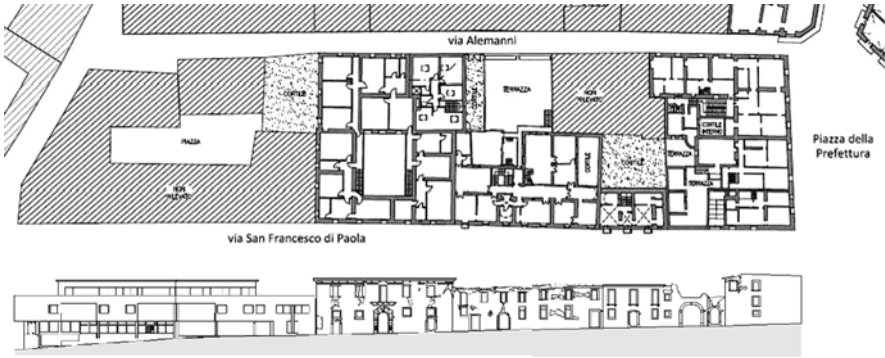 via Alemanni
CORTILE
CORTILE
TERRAZZA
NON
RILEVATO
PIAZZA
CORTILE
INTERNO
Piazza della
Prefettura
CORTILE
CORTILE
TERRAZZA
TERRAZZA
NON
RILEVATO
via San Francesco di Paola